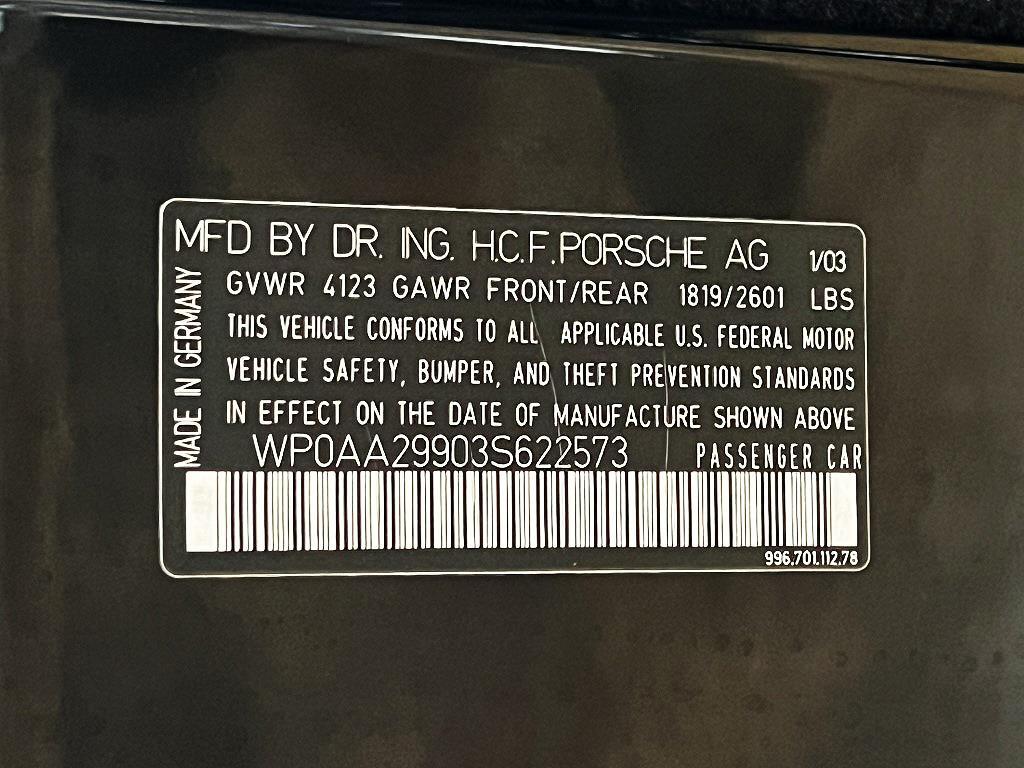 MFD BY DR. ING. H.C.F.PORSCHE AG 1/03
GVWR 4123 GAWR FRONT/REAR 1819/2601 LBS
THIS VEHICLE CONFORMS TO ALL APPLICABLE U.S. FEDERAL MOTOR
VEHICLE SAFETY, BUMPER, AND THEFT PREVENTION STANDARDS
IN EFFECT ON THE DATE OF MANUFACTURE SHOWN ABOVE
WP0AA29903S622573 PASSENGER CAR
996.701.112.78
MADE IN GERMANY